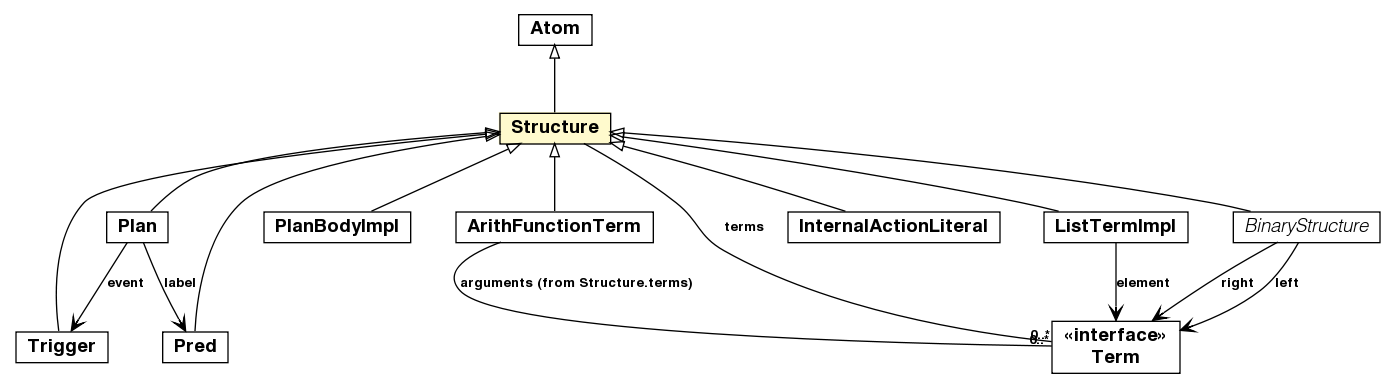 Atom
Structure
Plan
PlanBodyImpl
ArithFunctionTerm
terms
InternalActionLiteral
ListTermImpl
BinaryStructure
event
label
arguments (from Structure.terms)
element
right
left
Trigger
Pred
0..*
0..*
«interface»
Term